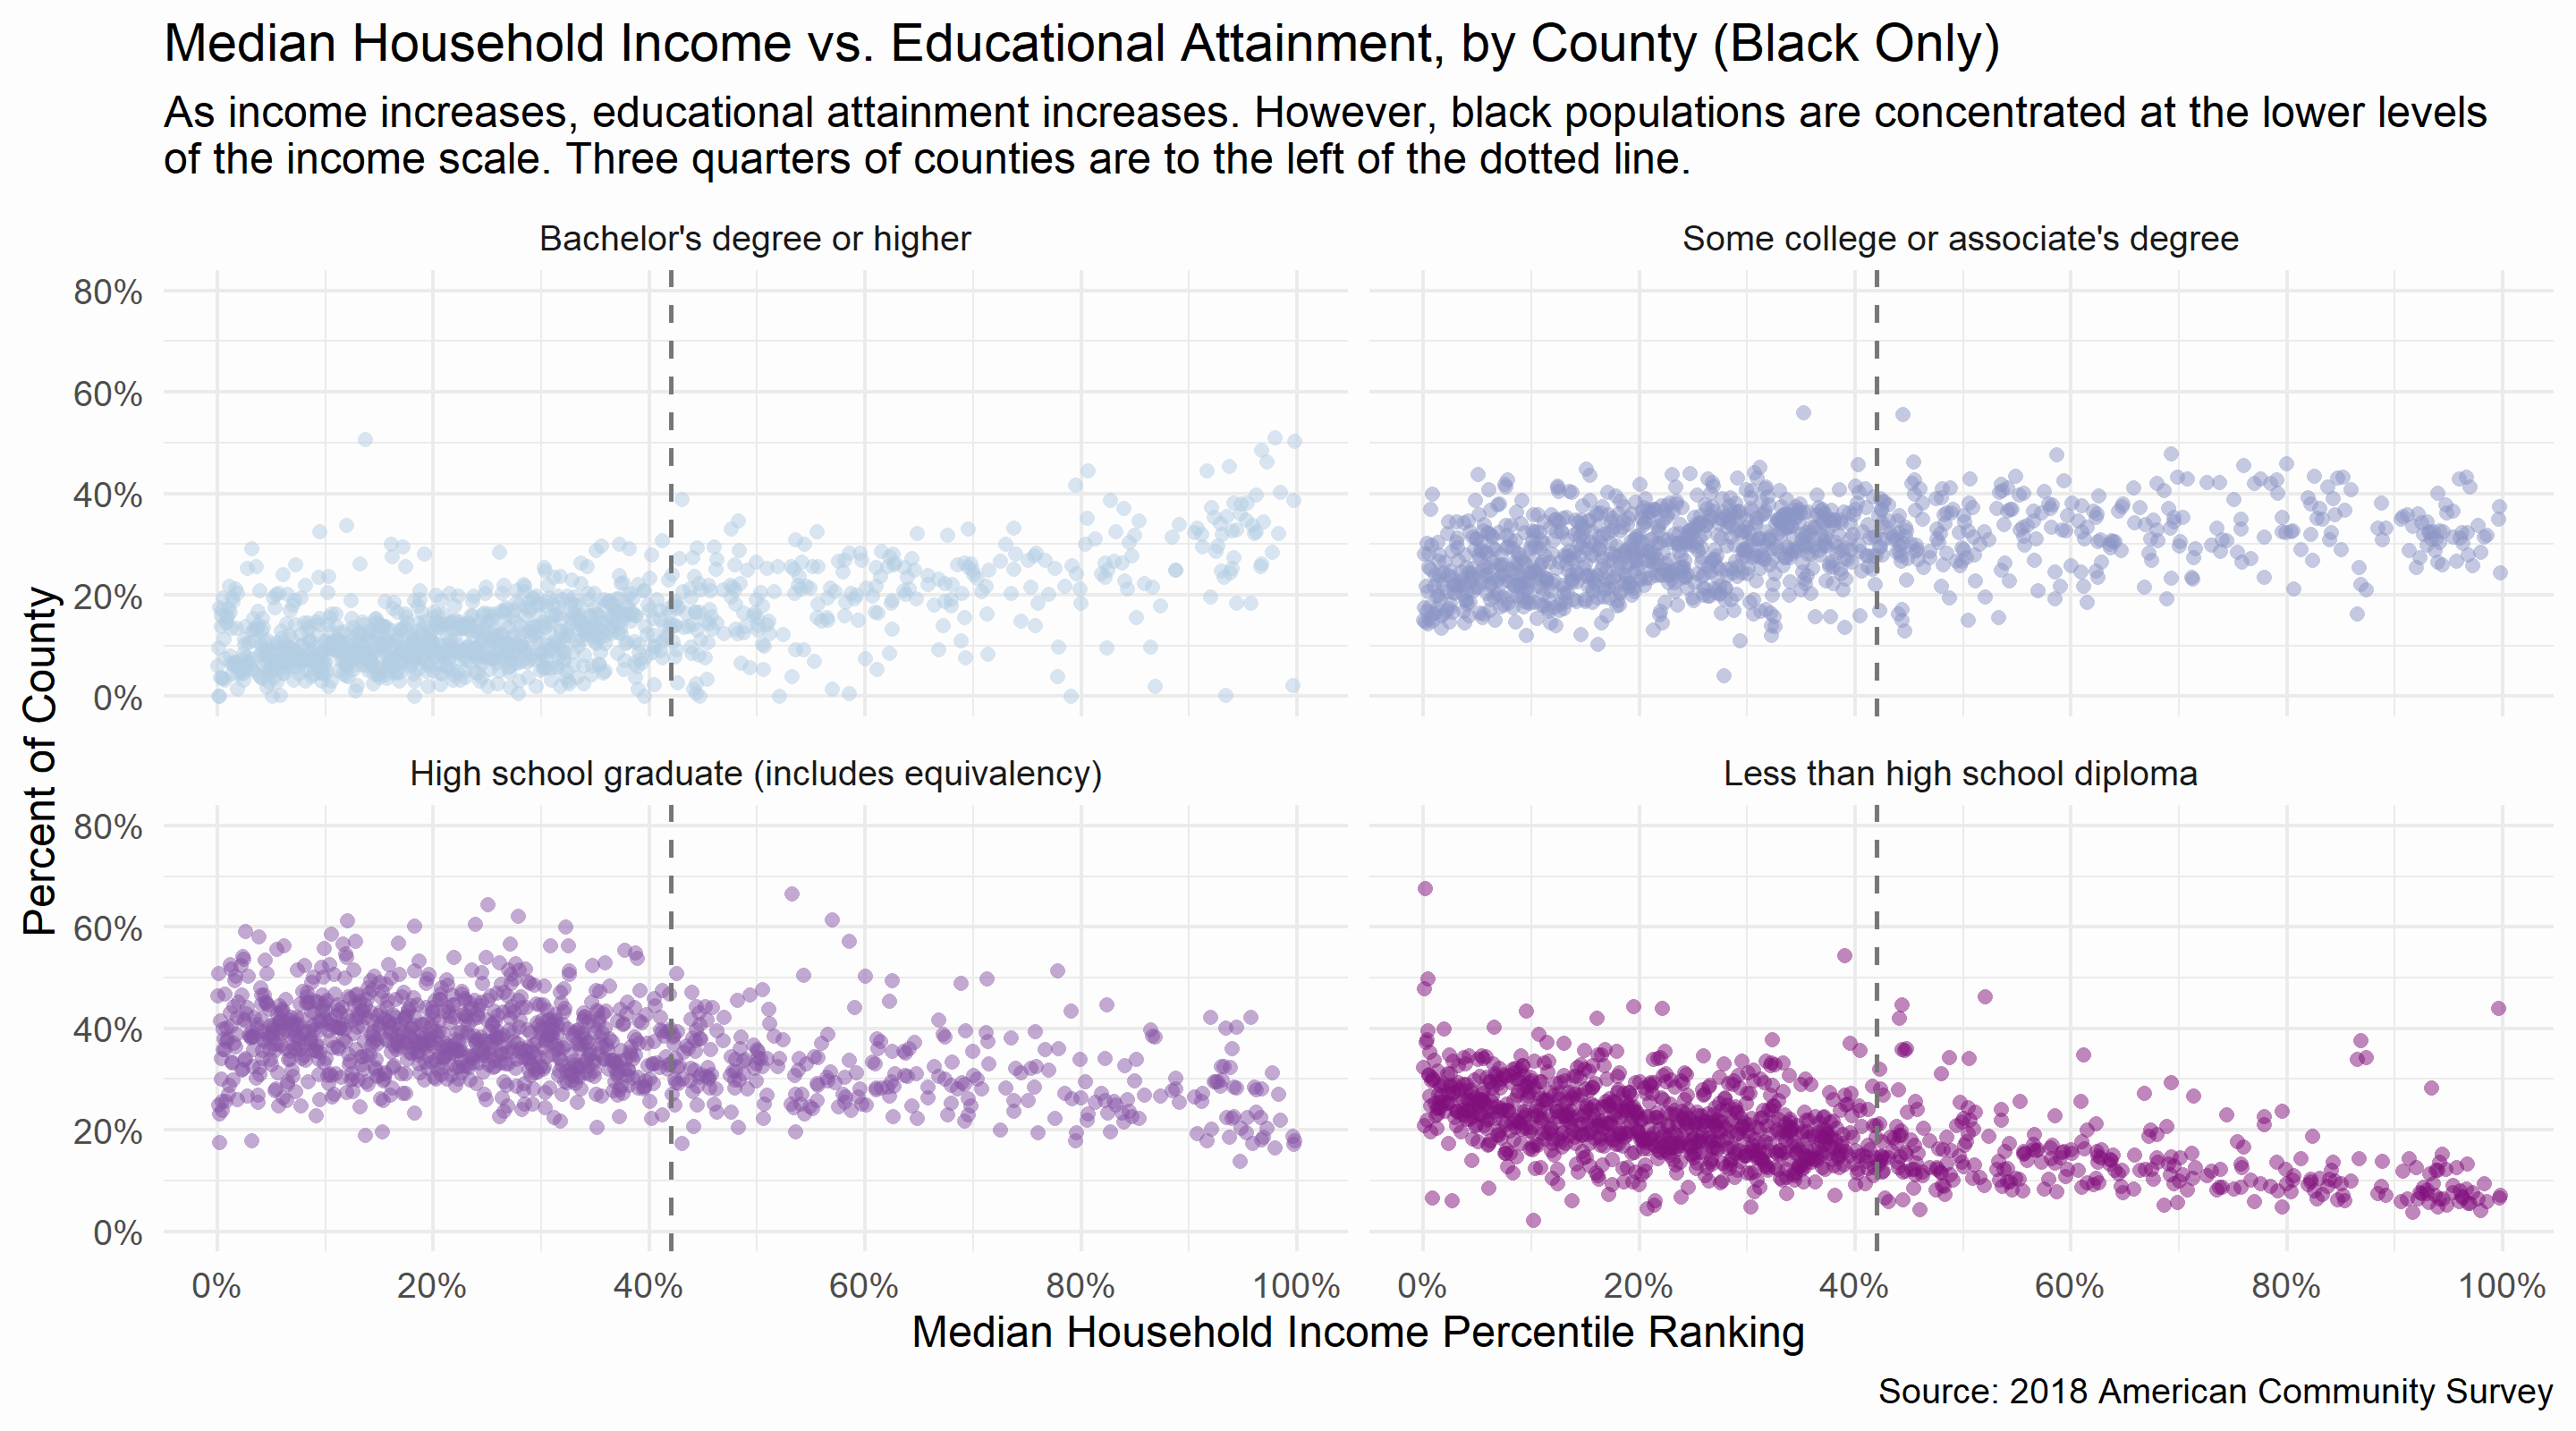 Median Household Income vs. Educational Attainment, by County (Black Only)
As income increases, educational attainment increases. However, black populations are concentrated at the lower levels
of the income scale. Three quarters of counties are to the left of the dotted line.
Bachelor's degree or higher
Some college or associate's degree
80%
60%
40%
20%
0%
High school graduate (includes equivalency)
Less than high school diploma
80%
60%
40%
20%
0%
Percent of County
0% 20% 40% 60% 80% 100% 0% 20% 40% 60% 80% 100%
Median Household Income Percentile Ranking
Source: 2018 American Community Survey